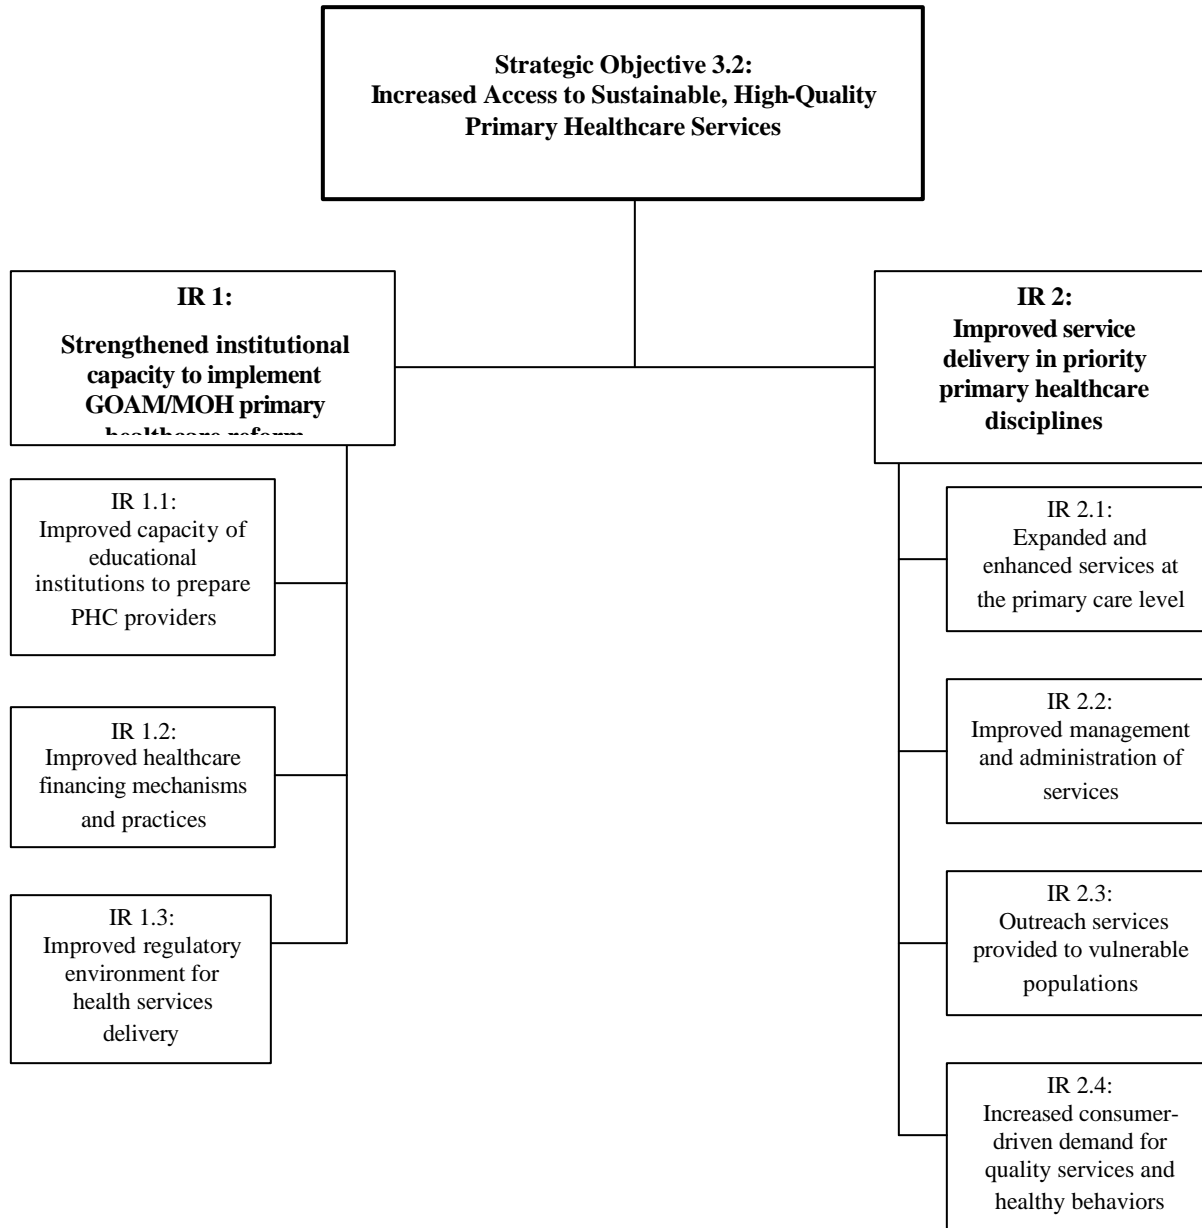 Strategic Objective 3.2:
Increased Access to Sustainable, High-Quality
Primary Healthcare Services
IR 1:
Strengthened institutional
capacity to implement
GOAM/MOH primary
healthcare reform
IR 1.1:
Improved capacity of
educational
institutions to prepare
PHC providers
IR 1.2:
Improved healthcare
financing mechanisms
and practices
IR 1.3:
Improved regulatory
environment for
health services
delivery
IR 2:
Improved service
delivery in priority
primary healthcare
disciplines
IR 2.1:
Expanded and
enhanced services at
the primary care level
IR 2.2:
Improved management
and administration of
services
IR 2.3:
Outreach services
provided to vulnerable
populations
IR 2.4:
Increased consumer-
driven demand for
quality services and
healthy behaviors